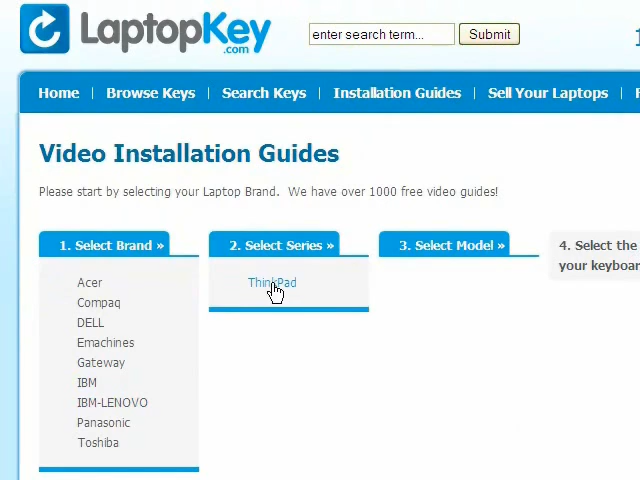 LaptopKey
.com
enter search term...
Submit
Home
Browse Keys
Search Keys
Installation Guides
Sell Your Laptops
Video Installation Guides
Please start by selecting your Laptop Brand. We have over 1000 free video guides!
1. Select Brand »
2. Select Series »
3. Select Model »
4. Select the
your keyboar
Acer
Compaq
DELL
Emachines
Gateway
IBM
IBM-LENOVO
Panasonic
Toshiba
ThinkPad